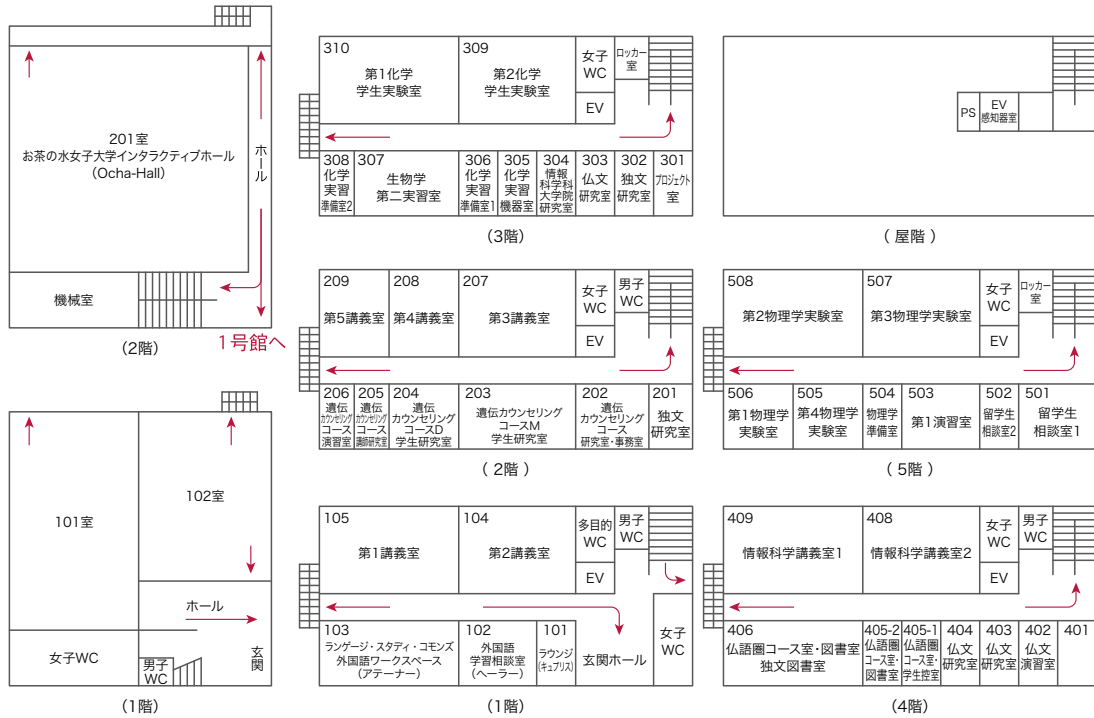 201室
お茶の水女子大学インタラクティブホール
(Ocha-Hall)
ホール
機械室
1号館へ
(2階)
101室
102室
ホール
女子WC
男子
WC
玄関
(1階)
310
第1化学
学生実験室
309
第2化学
学生実験室
女子
WC
ロッカー
室
EV
308
化学
実習
準備室2
307
生物学
第二実習室
306
化学
実習
準備室1
305
化学
実習
機器室
304
情報
科学科
大学院
研究室
303
仏文
研究室
302
独文
研究室
301
プロジェクト
室
(3階)
PS
EV
感知器室
( 屋階 )
209
第5講義室
208
第4講義室
207
第3講義室
女子
WC
男子
WC
EV
206
遺伝
カウンセリング
コース
演習室
205
遺伝
カウンセリング
コース
講師研究室
204
遺伝
カウンセリング
コースD
学生研究室
203
遺伝カウンセリング
コースM
学生研究室
202
遺伝
カウンセリング
コース
研究室・事務室
201
独文
研究室
( 2階 )
508
第2物理学実験室
507
第3物理学実験室
女子
WC
ロッカー
室
EV
506
第1物理学
実験室
505
第4物理学
実験室
504
物理学
準備室
503
第1演習室
502
留学生
相談室2
501
留学生
相談室1
( 5階 )
105
第1講義室
104
第2講義室
多目的
WC
男子
WC
EV
103
ランゲージ・スタディ・コモンズ
外国語ワークスペース
(アテーナー)
102
外国語
学習相談室
(ヘーラー)
101
ラウンジ
(キュプリス)
玄関ホール
女子
WC
(1階)
409
情報科学講義室1
408
情報科学講義室2
女子
WC
男子
WC
EV
406
仏語圏コース室・図書室
独文図書室
405-2
仏語圏
コース室・
図書室
405-1
仏語圏
コース室・
学生控室
404
仏文
研究室
403
仏文
研究室
402
仏文
演習室
401
(4階)